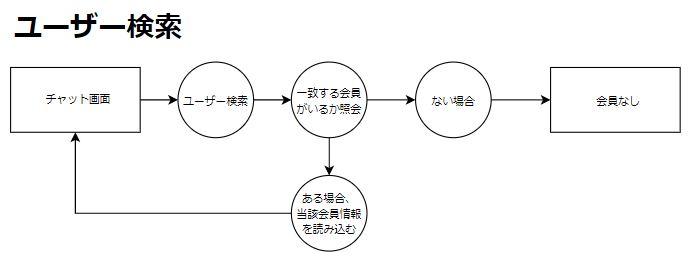 ユーザー検索
チャット画面
ユーザー検索
一致する会員
がいるか照会
ない場合
会員なし
ある場合、
当該会員情報
を読み込む